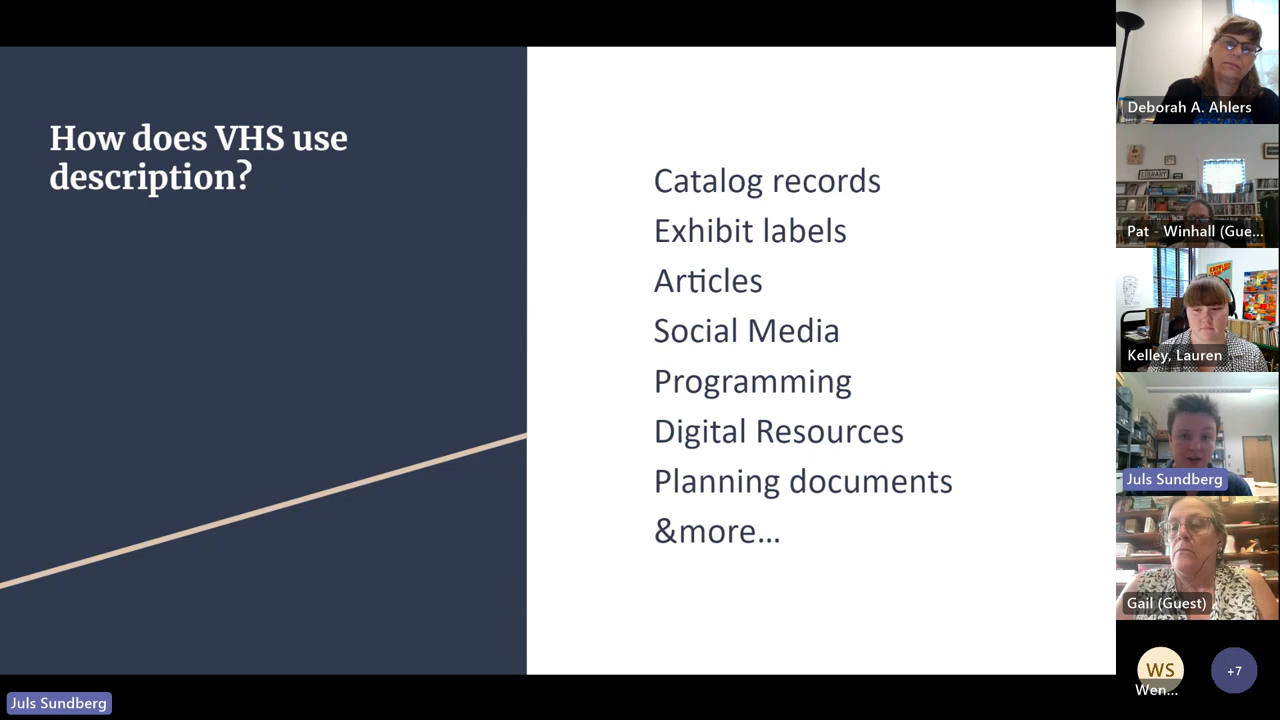 How does VHS use
description?
Catalog records
Exhibit labels
Articles
Social Media
Programming
Digital Resources
Planning documents
&more...
Deborah A. Ahlers
LIBRARY
Pat - Winhall (Gue...
Kelley, Lauren
Juls Sundberg
Gail (Guest)
WS
Wen...
+7
Juls Sundberg